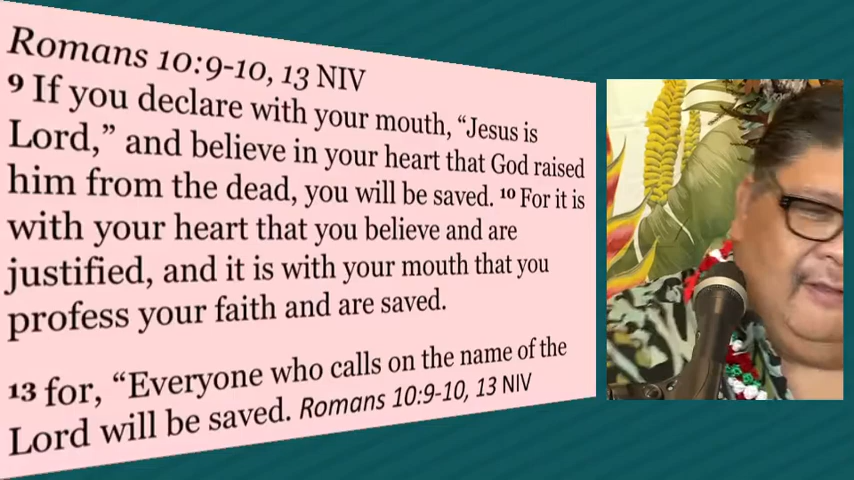 Romans 10:9-10, 13 NIV
⁹ If you declare with your mouth, “Jesus is
Lord,” and believe in your heart that God raised
him from the dead, you will be saved. ¹⁰ For it is
with your heart that you believe and are
justified, and it is with your mouth that you
profess your faith and are saved.
¹³ for, “Everyone who calls on the name of the
Lord will be saved. Romans 10:9-10, 13 NIV